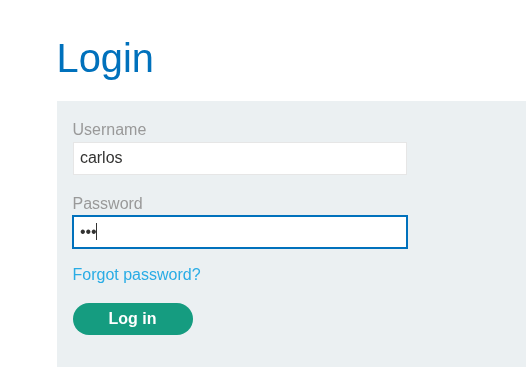 Login
Username
carlos
Password
•••
Forgot password?
Log in